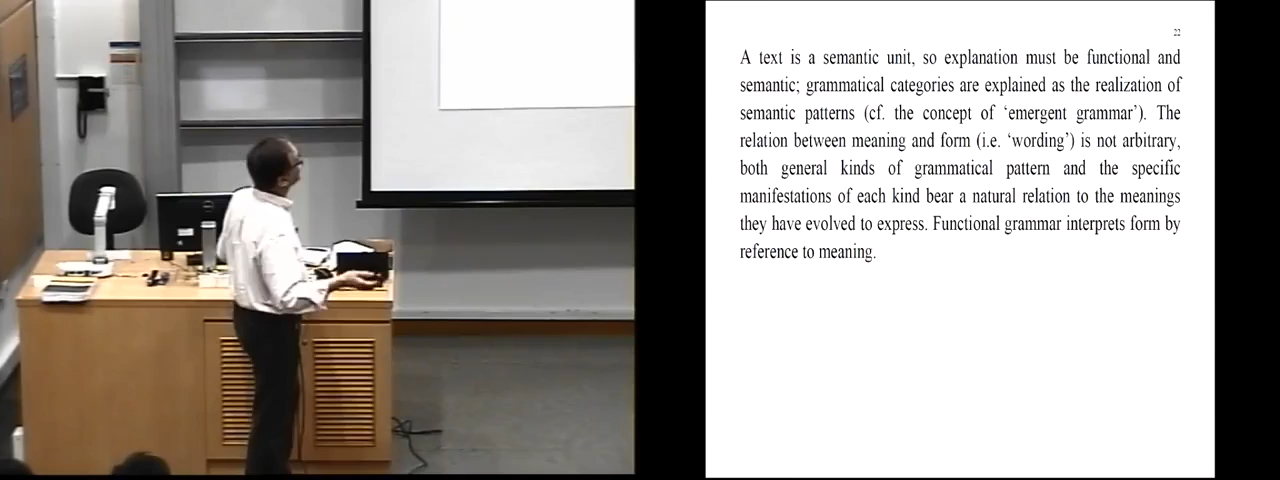 22
A text is a semantic unit, so explanation must be functional and
semantic; grammatical categories are explained as the realization of
semantic patterns (cf. the concept of ‘emergent grammar’). The
relation between meaning and form (i.e. ‘wording’) is not arbitrary,
both general kinds of grammatical pattern and the specific
manifestations of each kind bear a natural relation to the meanings
they have evolved to express. Functional grammar interprets form by
reference to meaning.